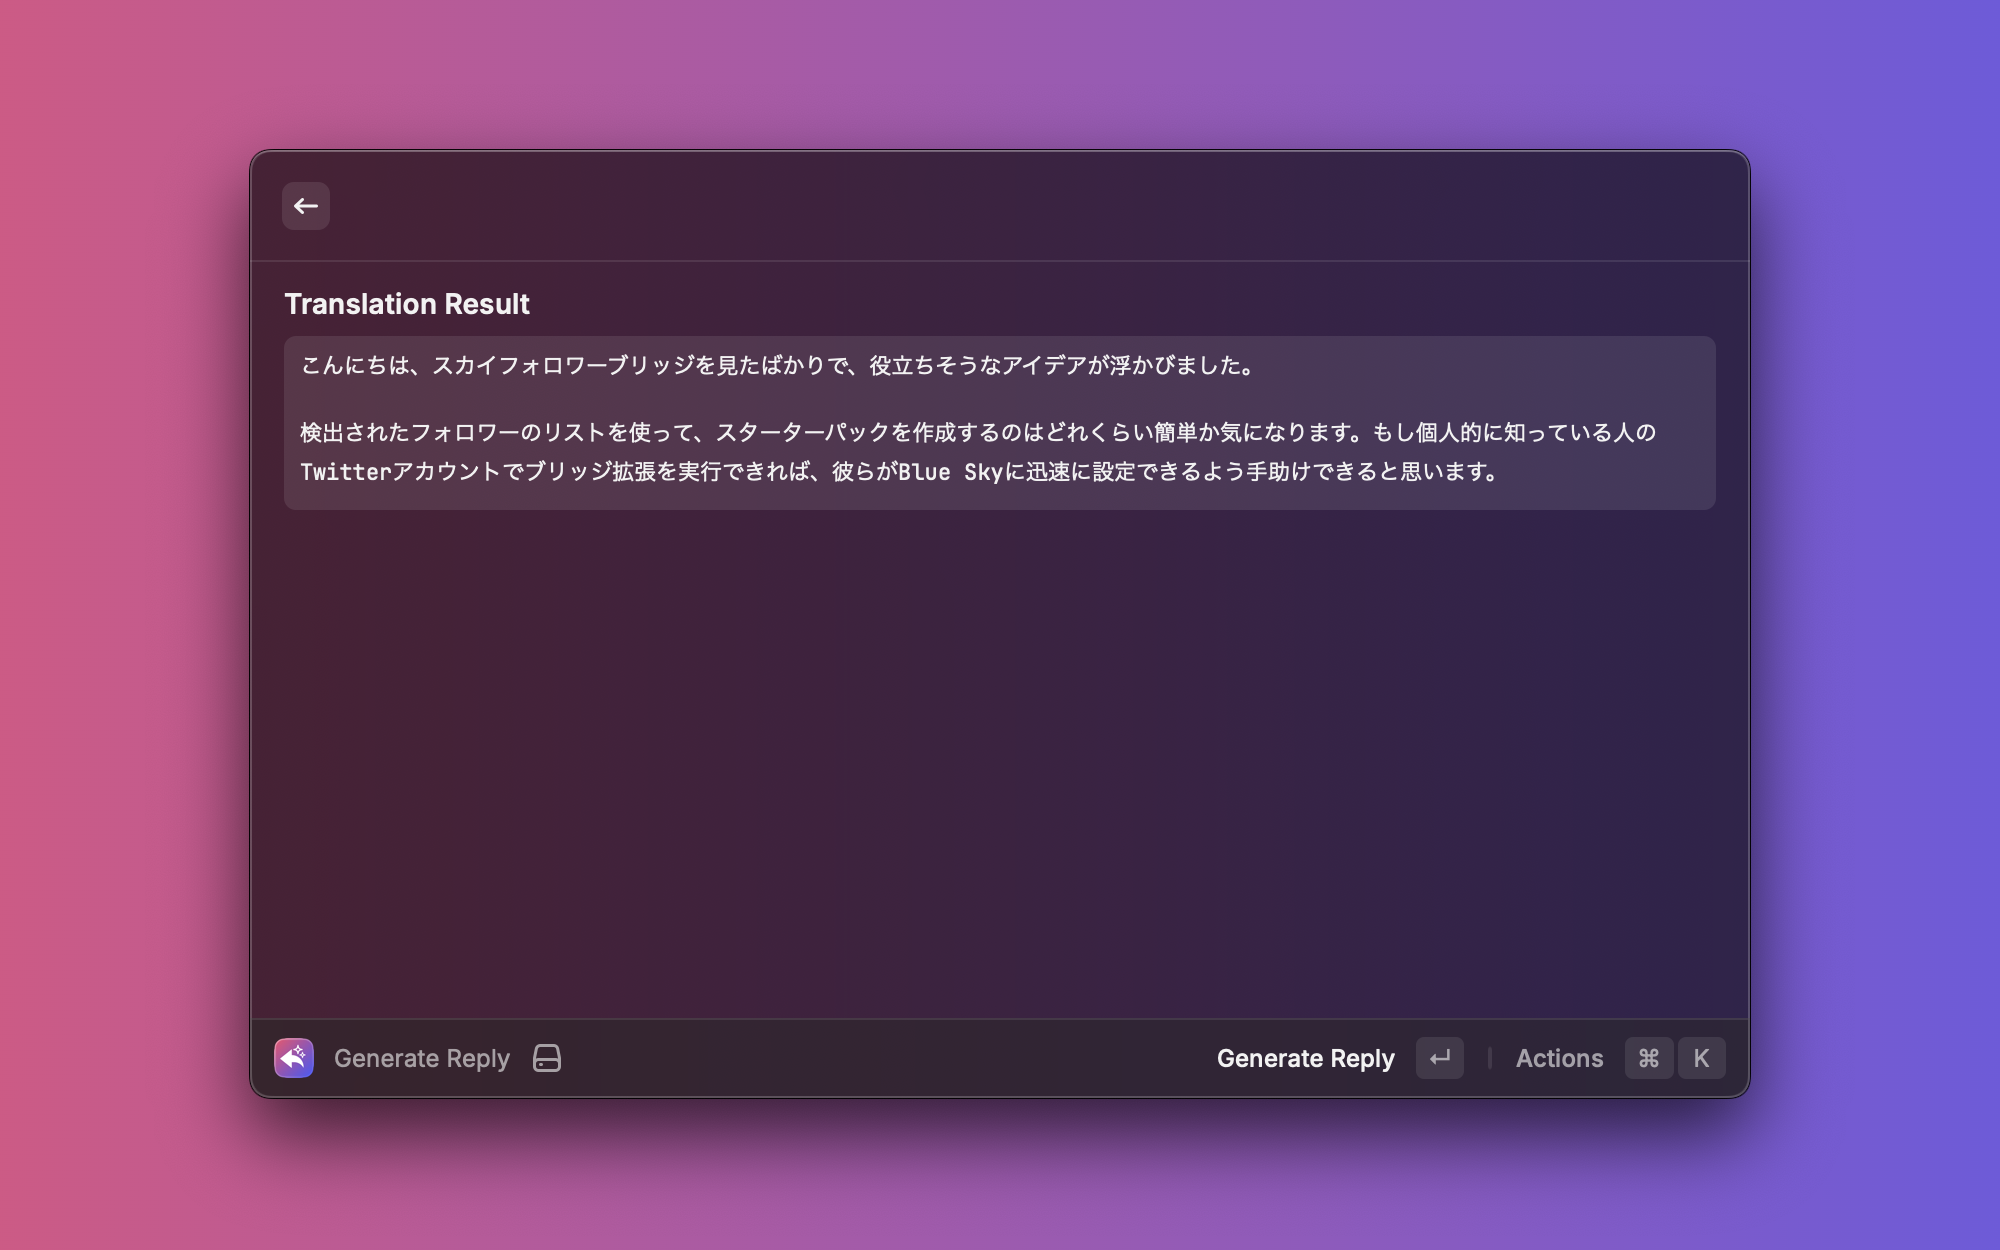 Translation Result
こんにちは、スカイフォロワーブリッジを見たばかりで、役立ちそうなアイデアが浮かびました。
検出されたフォロワーのリストを使って、スターターパックを作成するのはどれくらい簡単か気になります。もし個人的に知っている人の
Twitterアカウントでブリッジ拡張を実行できれば、彼らがBlue Skyに迅速に設定できるよう手助けできると思います。
Generate Reply
Generate Reply
Actions ⌘ K